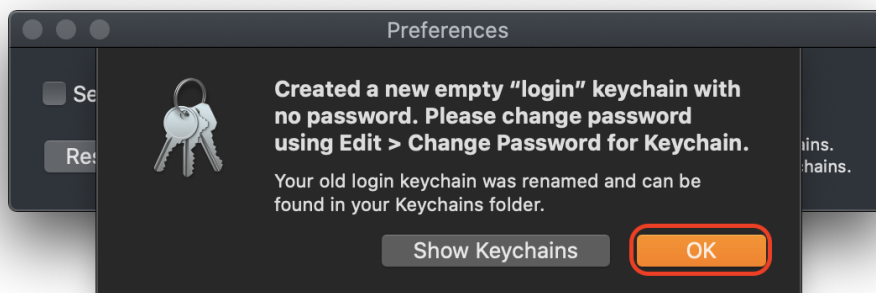 Preferences
Created a new empty “login” keychain with
no password. Please change password
using Edit > Change Password for Keychain.
Your old login keychain was renamed and can be
found in your Keychains folder.
Show Keychains
OK